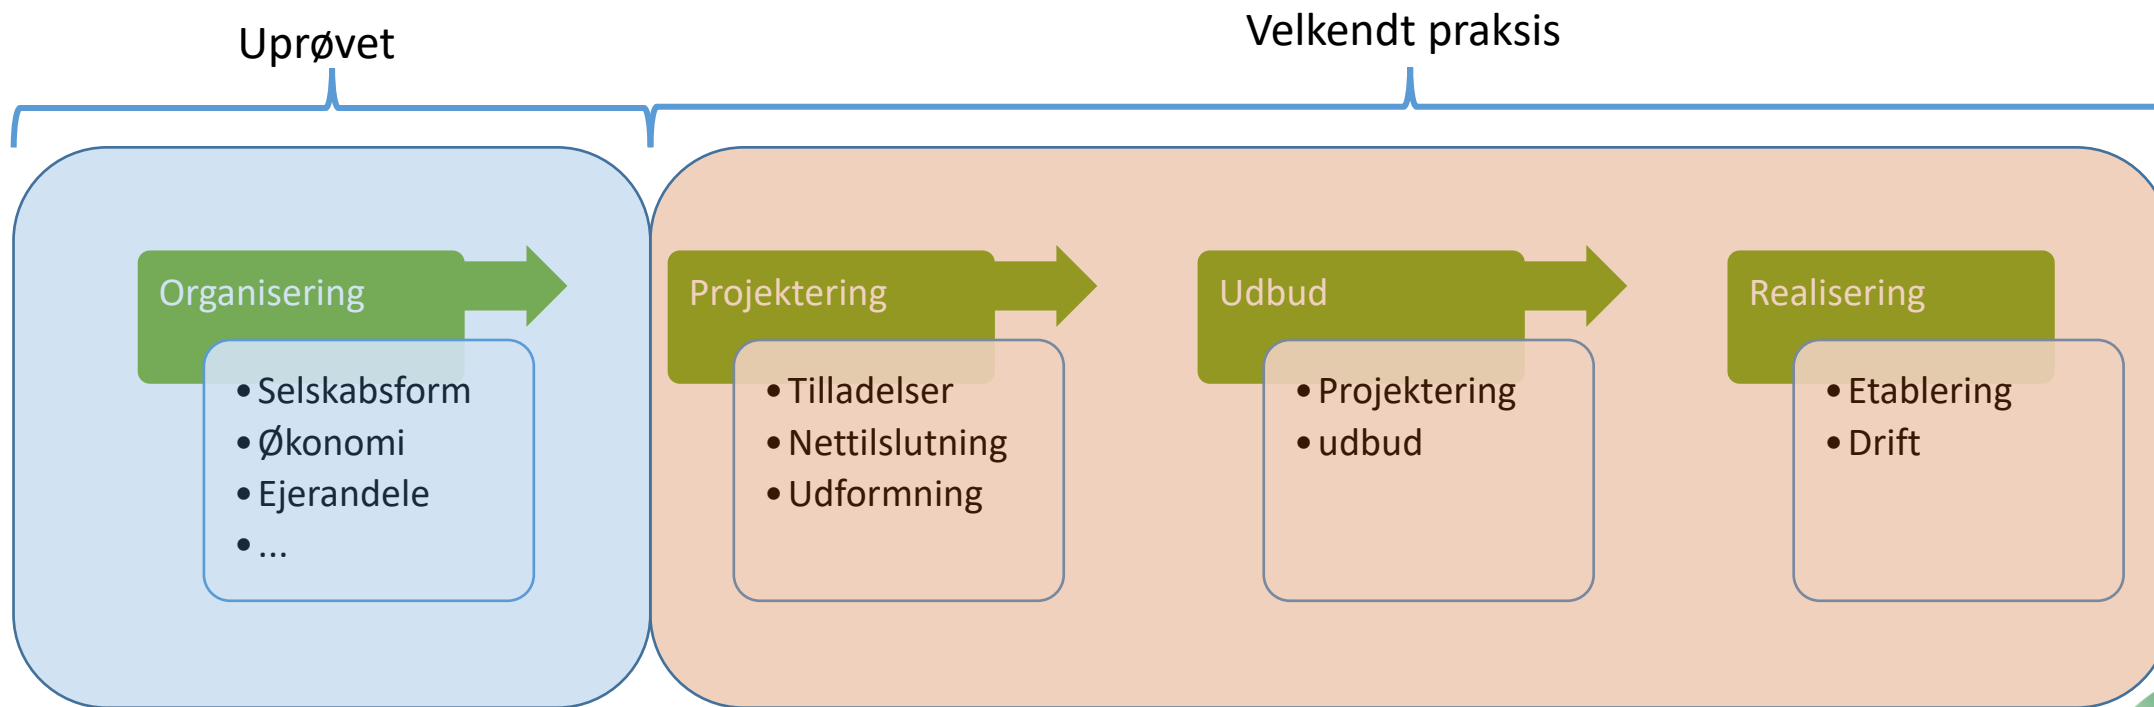 Uprøvet
Velkendt praksis
Organisering
• Selskabsform
• Økonomi
• Ejerandele
• ...
Projektering
• Tilladelser
• Nettilslutning
• Udformning
Udbud
• Projektering
• udbud
Realisering
• Etablering
• Drift